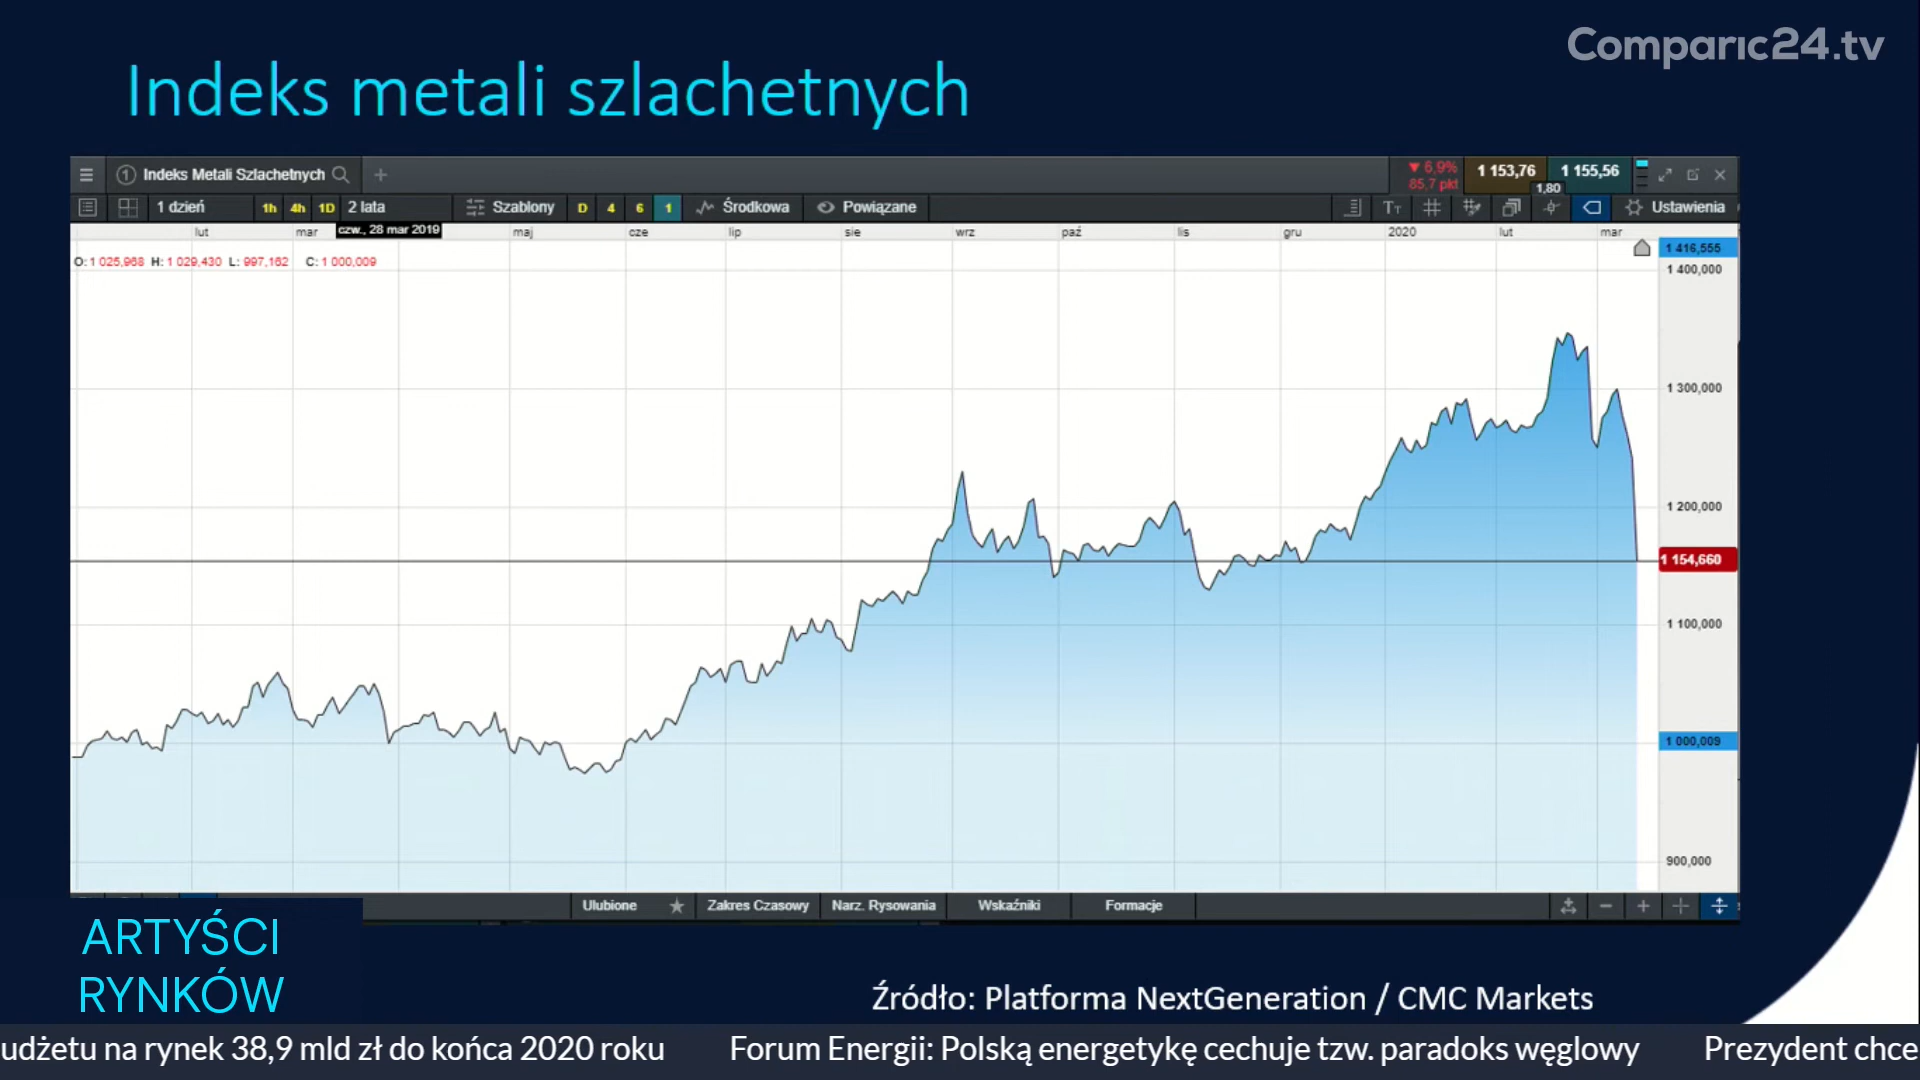 Comparic24.tv
Indeks metali szlachetnych
1 Indeks Metali Szlachetnych
6,9%
85,7 pkt
1 153,76
1 155,56
1,80
1 dzień 1h 4h 1D 2 lata Szablony D 4 6 1 Środkowa Powiązane Ustawienia
lut mar czw., 28 mar 2019 maj cze lip sie wrz paź lis gru 2020 lut mar
1 416,555
O: 1 025,968 H: 1 029,430 L: 997,162 C: 1 000,009
1 400,000
1 300,000
1 200,000
1 154,660
1 100,000
1 000,009
900,000
Ulubione Zakres Czasowy Narz. Rysowania Wskaźniki Formacje
ARTYŚCI
RYNKÓW
Źródło: Platforma NextGeneration / CMC Markets
udżetu na rynek 38,9 mld zł do końca 2020 roku Forum Energii: Polską energetykę cechuje tzw. paradoks węglowy Prezydent chce